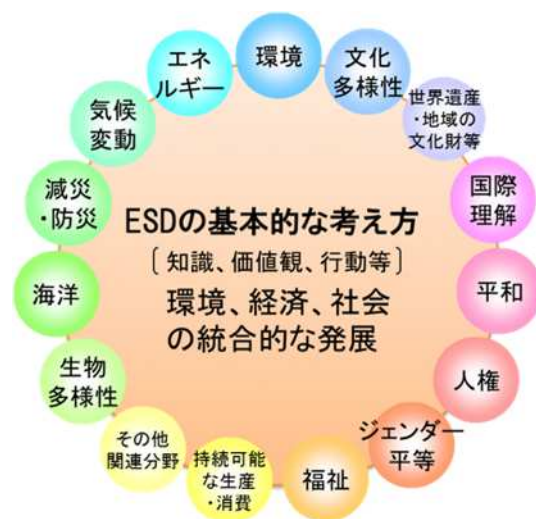 環境
文化
多様性
世界遺産
・地域の
文化財等
国際
理解
平和
人権
ジェンダー
平等
福祉
持続可能
な生産
・消費
その他
関連分野
生物
多様性
海洋
減災
・防災
気候
変動
エネ
ルギー
ESDの基本的な考え方
[知識、価値観、行動等]
環境、経済、社会
の統合的な発展